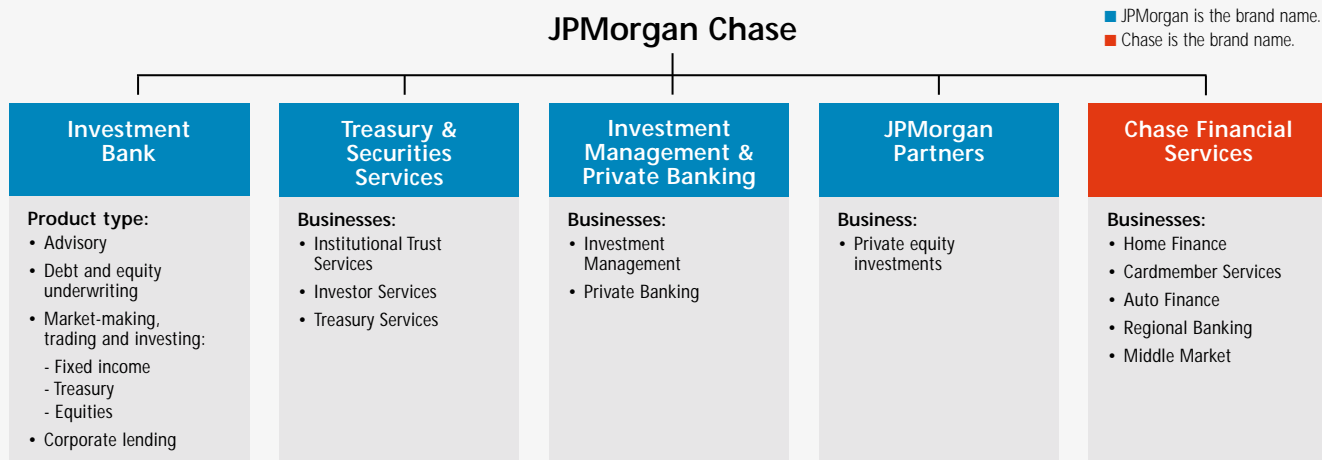 JPMorgan Chase
JPMorgan is the brand name.
Chase is the brand name.
Investment
Bank
Product type:
• Advisory
• Debt and equity
underwriting
• Market-making,
trading and investing:
- Fixed income
- Treasury
- Equities
• Corporate lending
Treasury &
Securities
Services
Businesses:
• Institutional Trust
Services
• Investor Services
• Treasury Services
Investment
Management &
Private Banking
Businesses:
• Investment
Management
• Private Banking
JPMorgan
Partners
Business:
• Private equity
investments
Chase Financial
Services
Businesses:
• Home Finance
• Cardmember Services
• Auto Finance
• Regional Banking
• Middle Market